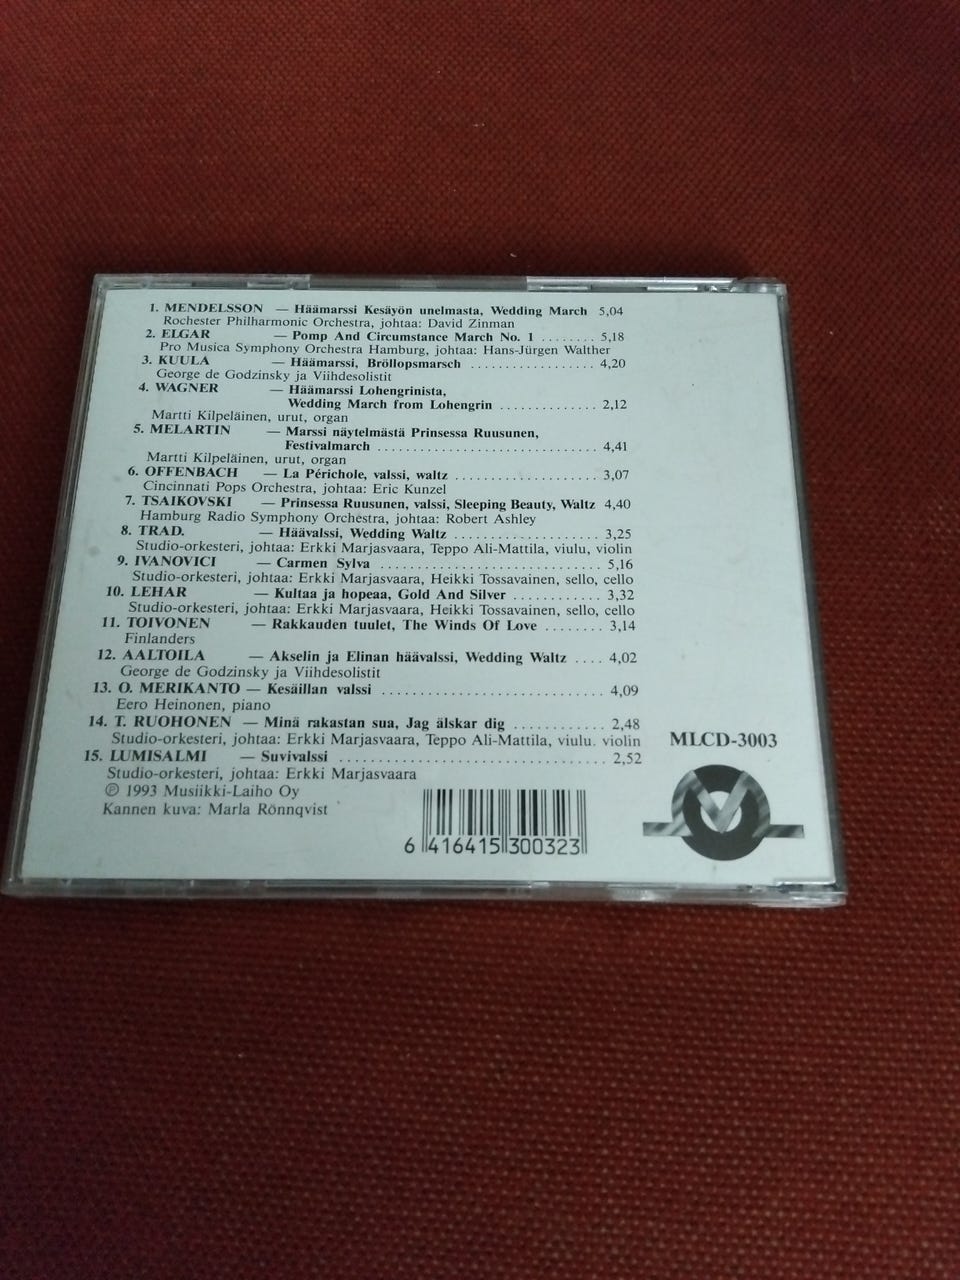 1. MENDELSSON — Häämarssi Kesäyön unelmasta, Wedding March 5,04
Rochester Philharmonic Orchestra, johtaa: David Zinman
2. ELGAR — Pomp And Circumstance March No. 1 ........ 5,18
Pro Musica Symphony Orchestra Hamburg, johtaa: Hans-Jürgen Walther
3. KUULA — Häämarssi, Bröllopsmarsch .................. 4,20
George de Godzinsky ja Viihdesolistit
4. WAGNER — Häämarssi Lohengrinista,
Wedding March from Lohengrin .............. 2,12
Martti Kilpeläinen, urut, organ
5. MELARTIN — Marssi näytelmästä Prinsessa Ruusunen,
Festivalmarch ................................ 4,41
Martti Kilpeläinen, urut, organ
6. OFFENBACH — La Périchole, valssi, waltz .................... 3,07
Cincinnati Pops Orchestra, johtaa: Eric Kunzel
7. TSAIKOVSKI — Prinsessa Ruusunen, valssi, Sleeping Beauty, Waltz 4,40
Hamburg Radio Symphony Orchestra, johtaa: Robert Ashley
8. TRAD. — Häävalssi, Wedding Waltz ..................... 3,25
Studio-orkesteri, johtaa: Erkki Marjasvaara, Teppo Ali-Mattila, viulu, violin
9. IVANOVICI — Carmen Sylva ................................ 5,16
Studio-orkesteri, johtaa: Erkki Marjasvaara, Heikki Tossavainen, sello, cello
10. LEHAR — Kultaa ja hopeaa, Gold And Silver ............ 3,32
Studio-orkesteri, johtaa: Erkki Marjasvaara, Heikki Tossavainen, sello, cello
11. TOIVONEN — Rakkauden tuulet, The Winds Of Love ........ 3,14
Finlanders
12. AALTOILA — Akselin ja Elinan häävalssi, Wedding Waltz .... 4,02
George de Godzinsky ja Viihdesolistit
13. O. MERIKANTO — Kesäillan valssi ............................... 4,09
Eero Heinonen, piano
14. T. RUOHONEN — Minä rakastan sua, Jag älskar dig ............. 2,48
Studio-orkesteri, johtaa: Erkki Marjasvaara, Teppo Ali-Mattila, viulu. violin
15. LUMISALMI — Suvivalssi ..................................... 2,52
Studio-orkesteri, johtaa: Erkki Marjasvaara
℗ 1993 Musiikki-Laiho Oy
Kannen kuva: Marla Rönnqvist
MLCD-3003
6 416415 300323